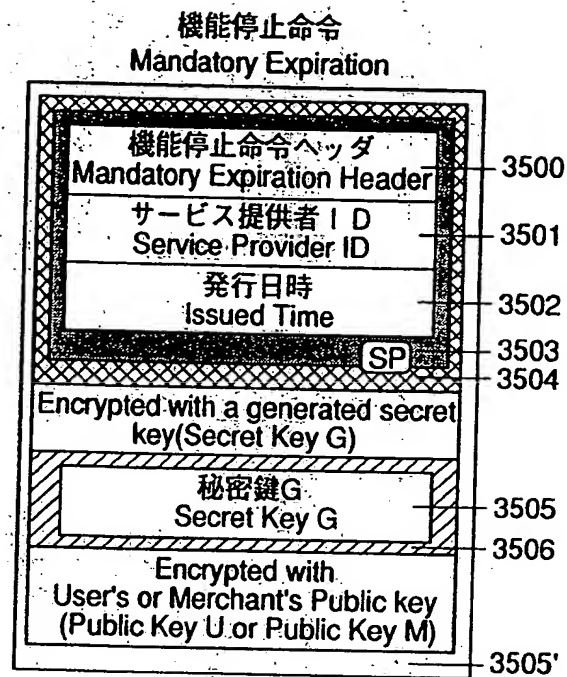 機能停止命令
Mandatory Expiration
機能停止命令ヘッダ
Mandatory Expiration Header
3500
サービス提供者ID
Service Provider ID
3501
発行日時
Issued Time
3502
3503
SP
3504
Encrypted with a generated secret
key(Secret Key G)
秘密鍵G
Secret Key G
3505
3506
Encrypted with
User's or Merchant's Public key
(Public Key U or Public Key M)
3505'